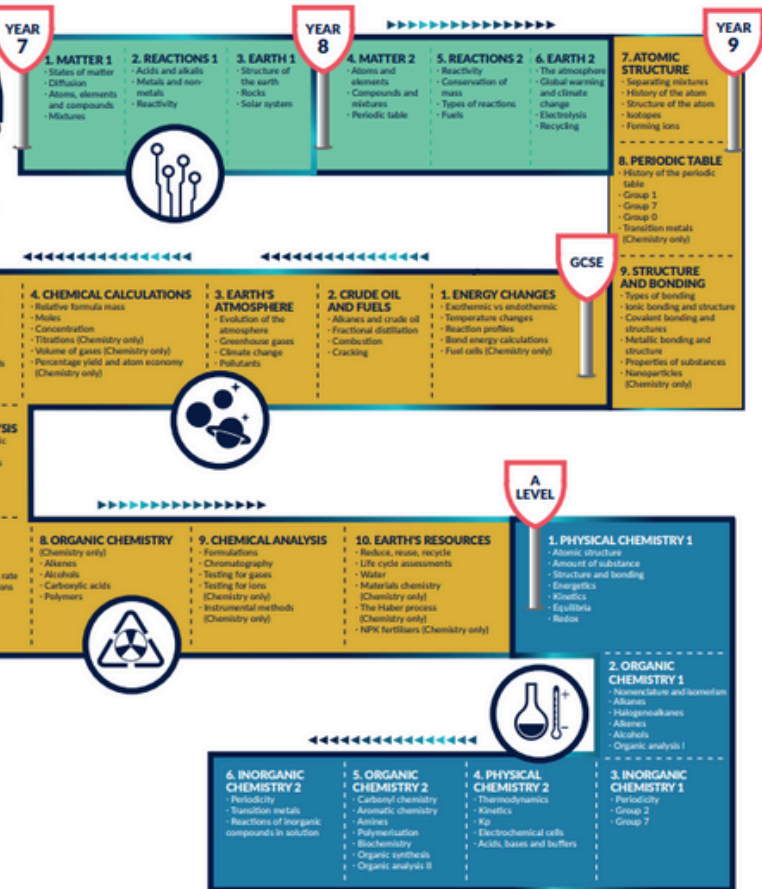 YEAR
7
YEAR
8
YEAR
9
1. MATTER 1
· States of matter
· Diffusion
· Atoms, elements
and compounds
· Mixtures
2. REACTIONS 1
· Acids and alkalis
· Metals and non-
metals
· Reactivity
3. EARTH 1
· Structure of
the earth
· Rocks
· Solar system
4. MATTER 2
· Atoms and
elements
· Compounds and
mixtures
· Periodic table
5. REACTIONS 2
· Reactivity
· Conservation of
mass
· Types of reactions
· Fuels
6. EARTH 2
· The atmosphere
· Global warming
and climate
change
· Electrolysis
· Recycling
7. ATOMIC
STRUCTURE
· Separating mixtures
· History of the atom
· Structure of the atom
· Isotopes
· Forming ions
8. PERIODIC TABLE
· History of the periodic
table
· Group 1
· Group 7
· Group 0
· Transition metals
(Chemistry only)
9. STRUCTURE
AND BONDING
· Types of bonding
· Ionic bonding and structure
· Covalent bonding and
structures
· Metallic bonding and
structure
· Properties of substances
· Nanoparticles
(Chemistry only)
GCSE
1. ENERGY CHANGES
· Exothermic vs endothermic
· Temperature changes
· Reaction profiles
· Bond energy calculations
· Fuel cells (Chemistry only)
2. CRUDE OIL
AND FUELS
· Alkanes and crude oil
· Fractional distillation
· Combustion
· Cracking
3. EARTH'S
ATMOSPHERE
· Evolution of the
atmosphere
· Greenhouse gases
· Climate change
· Pollutants
4. CHEMICAL CALCULATIONS
· Relative formula mass
· Moles
· Concentration
· Titrations (Chemistry only)
· Volume of gases (Chemistry only)
· Percentage yield and atom economy
(Chemistry only)
rate
8. ORGANIC CHEMISTRY
(Chemistry only)
· Alkenes
· Alcohols
· Carboxylic acids
· Polymers
9. CHEMICAL ANALYSIS
· Formulations
· Chromatography
· Testing for gases
· Testing for ions
(Chemistry only)
· Instrumental methods
(Chemistry only)
10. EARTH'S RESOURCES
· Reduce, reuse, recycle
· Life cycle assessments
· Water
· Materials chemistry
(Chemistry only)
· The Haber process
(Chemistry only)
· NPK fertilisers (Chemistry only)
A
LEVEL
1. PHYSICAL CHEMISTRY 1
· Atomic structure
· Amount of substance
· Structure and bonding
· Energetics
· Kinetics
· Equilibria
· Redox
2. ORGANIC
CHEMISTRY 1
· Nomenclature and isomerism
· Alkanes
· Halogenoalkanes
· Alkenes
· Alcohols
· Organic analysis I
3. INORGANIC
CHEMISTRY 1
· Periodicity
· Group 2
· Group 7
4. PHYSICAL
CHEMISTRY 2
· Thermodynamics
· Kinetics
· Kp
· Electrochemical cells
· Acids, bases and buffers
5. ORGANIC
CHEMISTRY 2
· Carbonyl chemistry
· Aromatic chemistry
· Amines
· Polymerisation
· Biochemistry
· Organic synthesis
· Organic analysis II
6. INORGANIC
CHEMISTRY 2
· Periodicity
· Transition metals
· Reactions of inorganic
compounds in solution